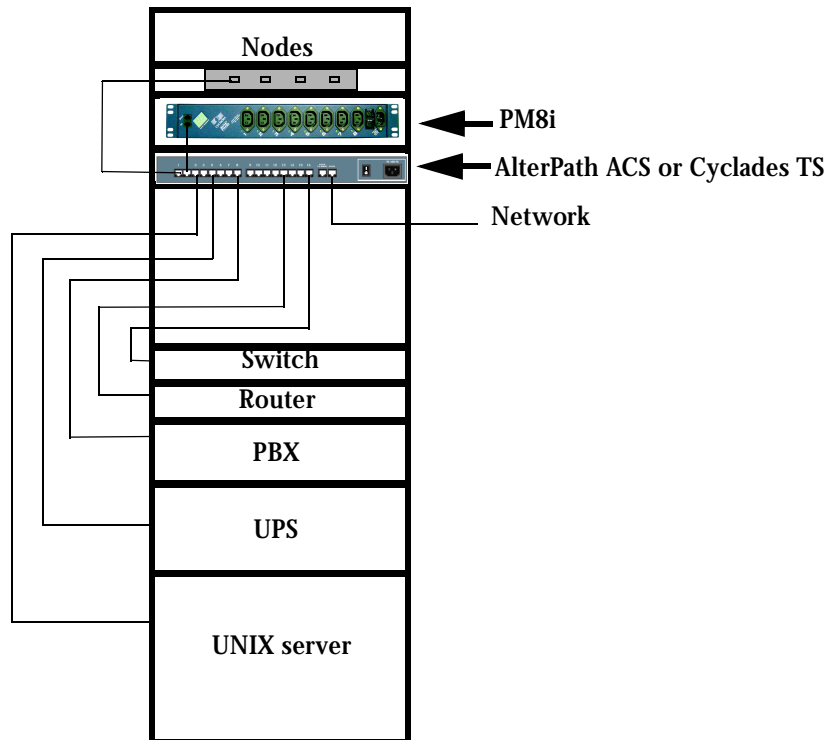 Nodes
PM8i
AlterPath ACS or Cyclades TS
Network
Switch
Router
PBX
UPS
UNIX server